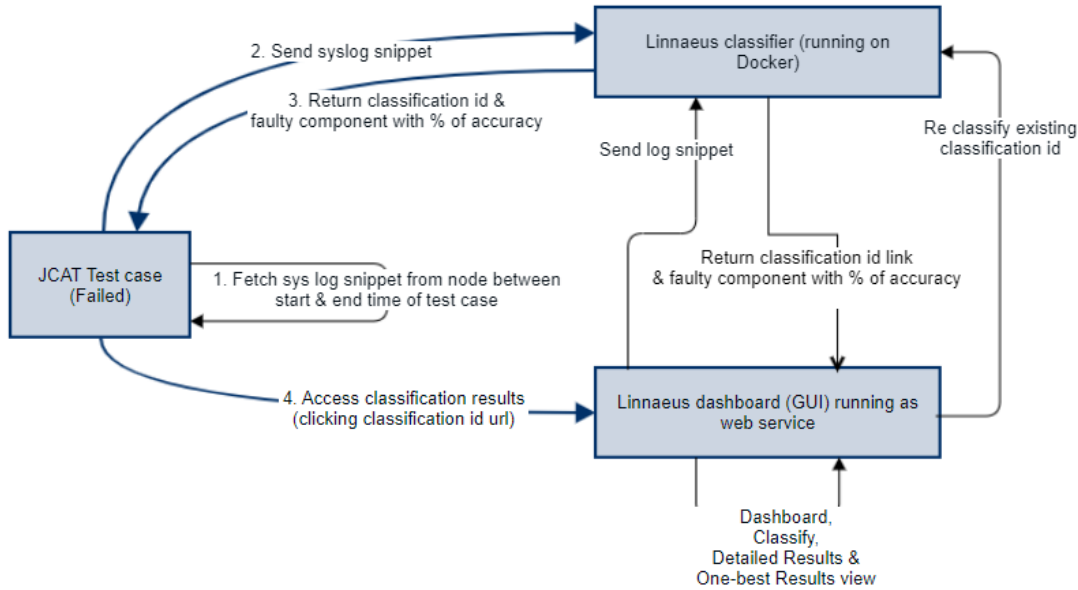 2. Send syslog snippet
Linnaeus classifier (running on
Docker)
3. Return classification id &
faulty component with % of accuracy
Send log snippet
Re classify existing
classification id
JCAT Test case
(Failed)
1. Fetch sys log snippet from node between
start & end time of test case
Return classification id link
& faulty component with % of accuracy
4. Access classification results
(clicking classification id url)
Linnaeus dashboard (GUI) running as
web service
Dashboard,
Classify,
Detailed Results &
One-best Results view